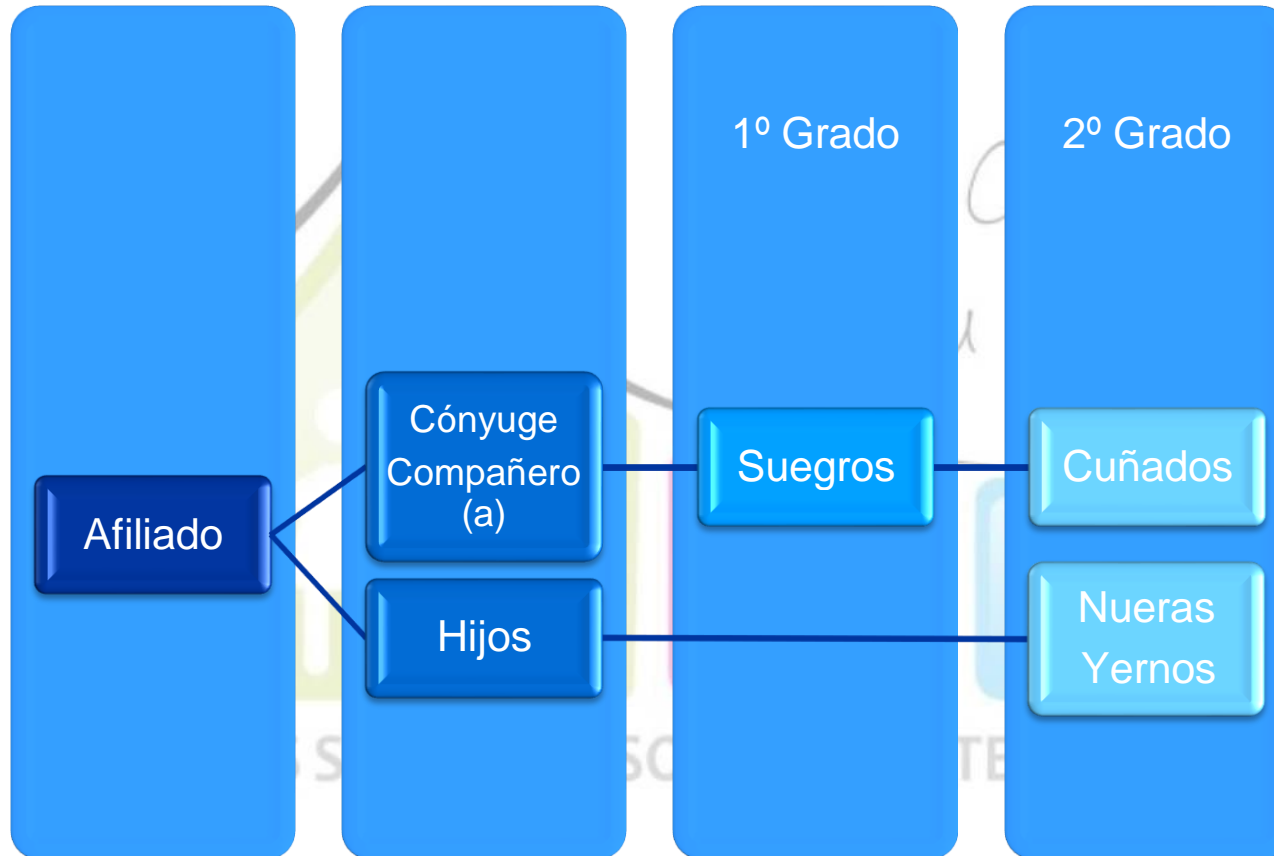 1º Grado
2º Grado
Cónyuge
Compañero
(a)
Suegros
Cuñados
Afiliado
Hijos
Nueras
Yernos